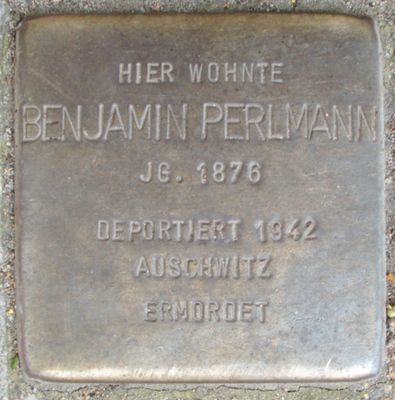 HIER WOHNTE
BENJAMIN PERLMANN
JG. 1876
DEPORTIERT 1942
AUSCHWITZ
ERMORDET